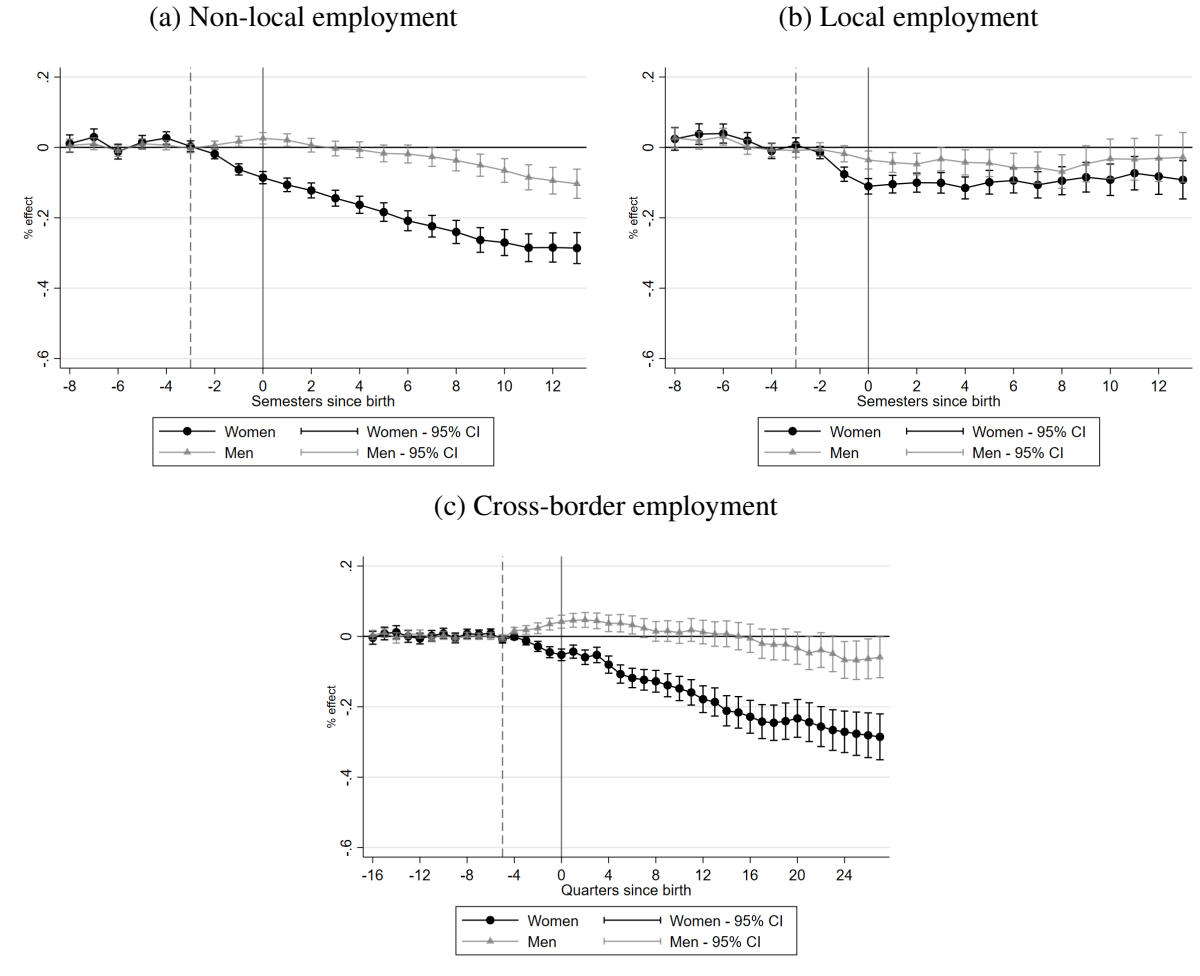 (a) Non-local employment
% effect
.2
0
-.2
-.4
-.6
-8 -6 -4 -2 0 2 4 6 8 10 12
Semesters since birth
Women Women - 95% CI
Men Men - 95% CI
(b) Local employment
% effect
.2
0
-.2
-.4
-.6
-8 -6 -4 -2 0 2 4 6 8 10 12
Semesters since birth
Women Women - 95% CI
Men Men - 95% CI
(c) Cross-border employment
% effect
.2
0
-.2
-.4
-.6
-16 -12 -8 -4 0 4 8 12 16 20 24
Quarters since birth
Women Women - 95% CI
Men Men - 95% CI